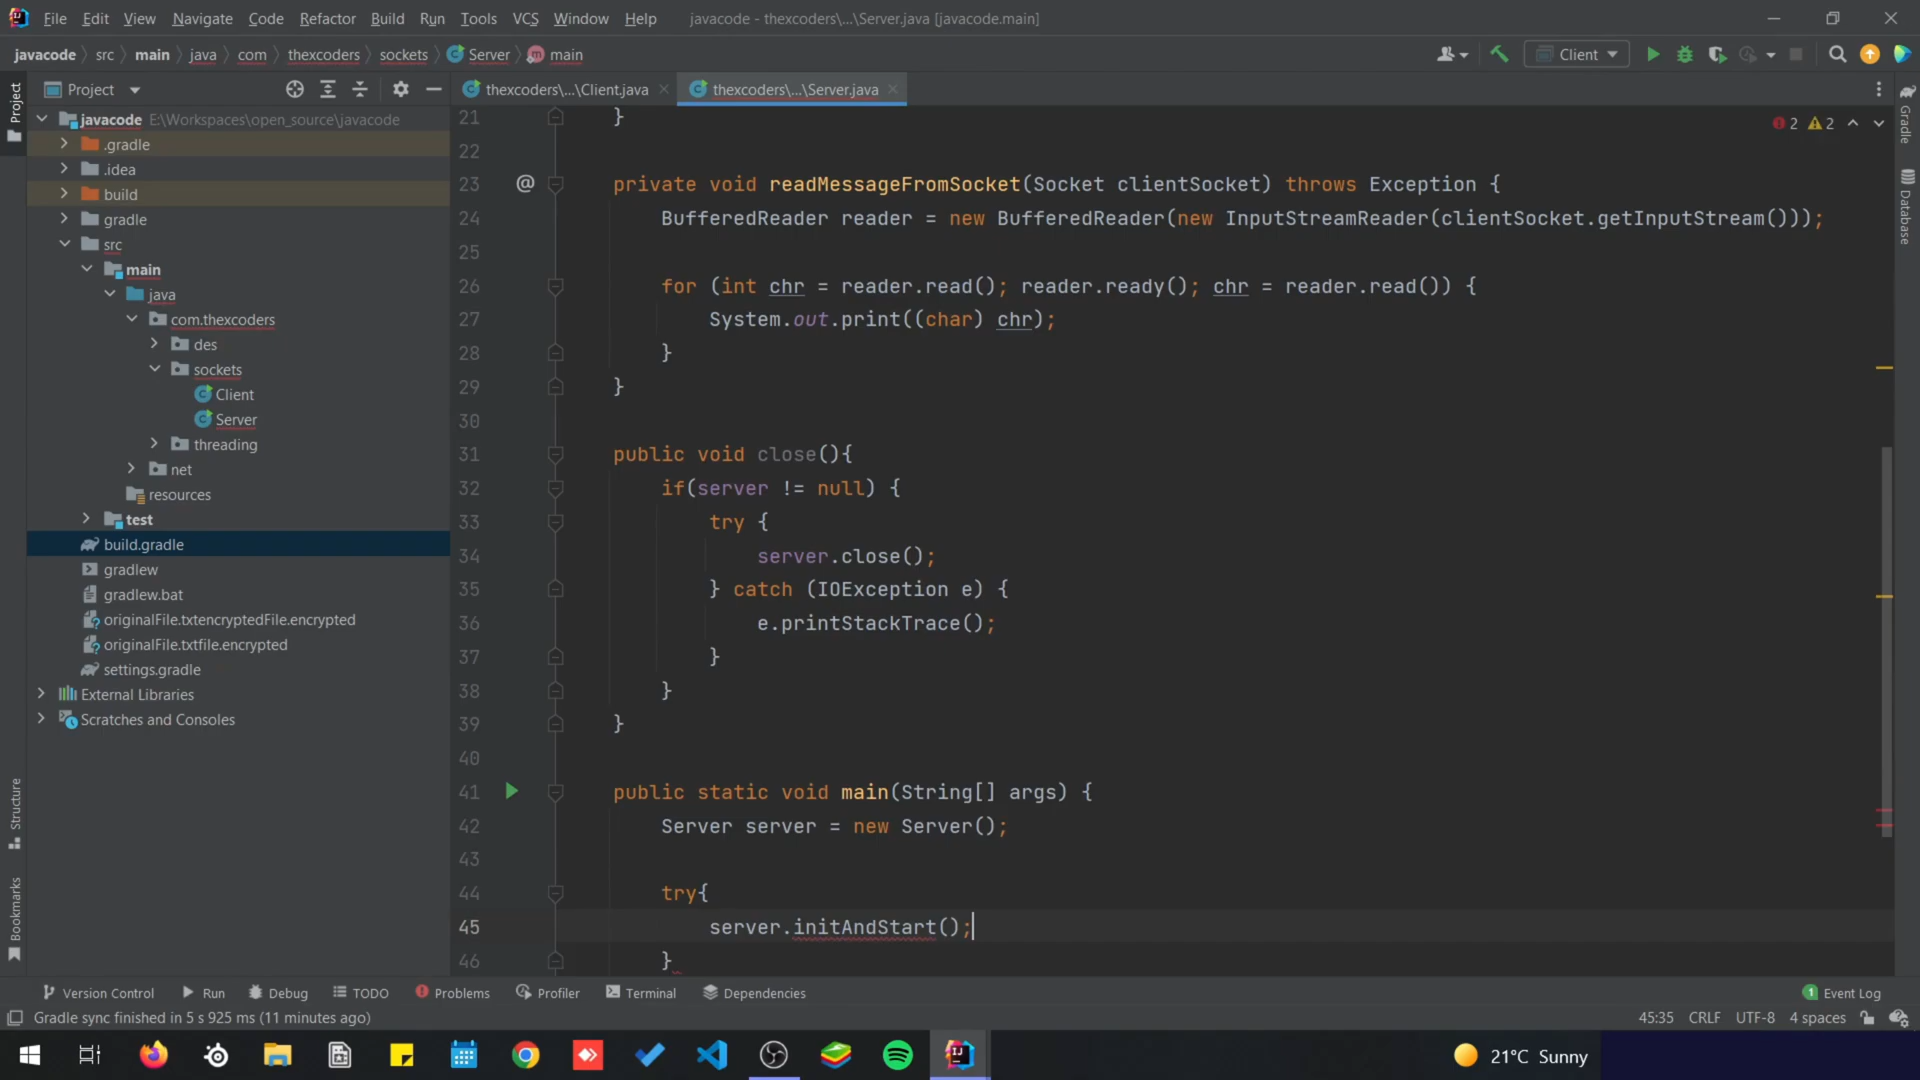 File Edit View Navigate Code Refactor Build Run Tools VCS Window Help javacode - thexcoders\...\Server.java [javacode.main]
javacode src main java com thexcoders sockets Server main Client
Project
thexcoders\...\Client.java thexcoders\...\Server.java
javacode E:\Workspaces\open_source\javacode
.gradle
.idea
build
gradle
src
main
java
com.thexcoders
des
sockets
Client
Server
threading
net
resources
test
build.gradle
gradlew
gradlew.bat
originalFile.txtencryptedFile.encrypted
originalFile.txtfile.encrypted
settings.gradle
External Libraries
Scratches and Consoles
Project
Structure
Bookmarks
2 2
21 }
22
23 @ private void readMessageFromSocket(Socket clientSocket) throws Exception {
24 BufferedReader reader = new BufferedReader(new InputStreamReader(clientSocket.getInputStream()));
25
26 for (int chr = reader.read(); reader.ready(); chr = reader.read()) {
27 System.out.print((char) chr);
28 }
29 }
30
31 public void close(){
32 if(server != null) {
33 try {
34 server.close();
35 } catch (IOException e) {
36 e.printStackTrace();
37 }
38 }
39 }
40
41 public static void main(String[] args) {
42 Server server = new Server();
43
44 try{
45 server.initAndStart();
46 }
Gradle
Database
Version Control Run Debug TODO Problems Profiler Terminal Dependencies 1 Event Log
Gradle sync finished in 5 s 925 ms (11 minutes ago) 45:35 CRLF UTF-8 4 spaces
21°C Sunny